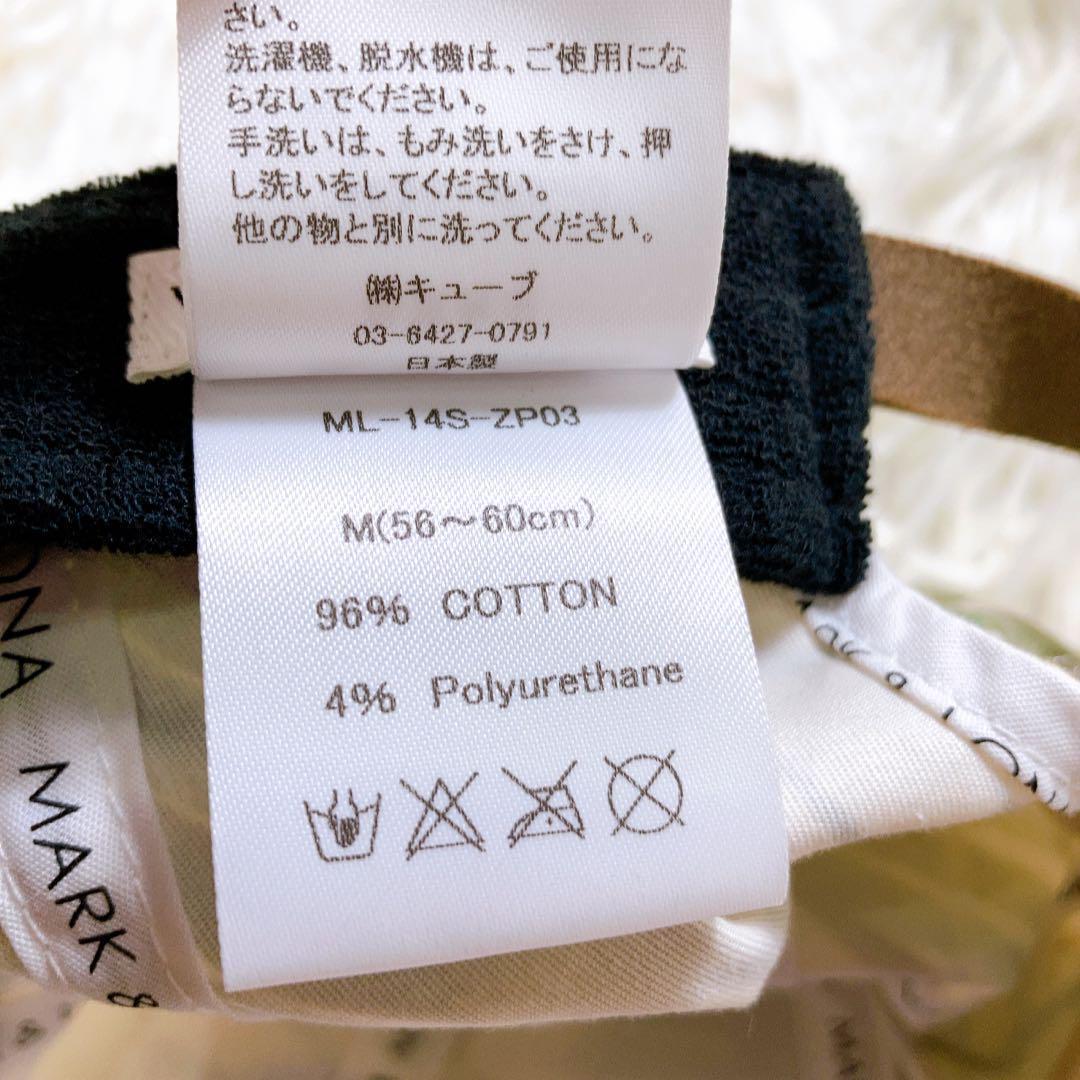 さい。
洗濯機、脱水機は、ご使用にな
らないでください。
手洗いは、もみ洗いをさけ、押
し洗いをしてください。
他の物と別に洗ってください。
㈱キューブ
03-6427-0791
日本製
ML-14S-ZP03
M(56～60cm)
96% COTTON
4% Polyurethane
ONA
MARK &